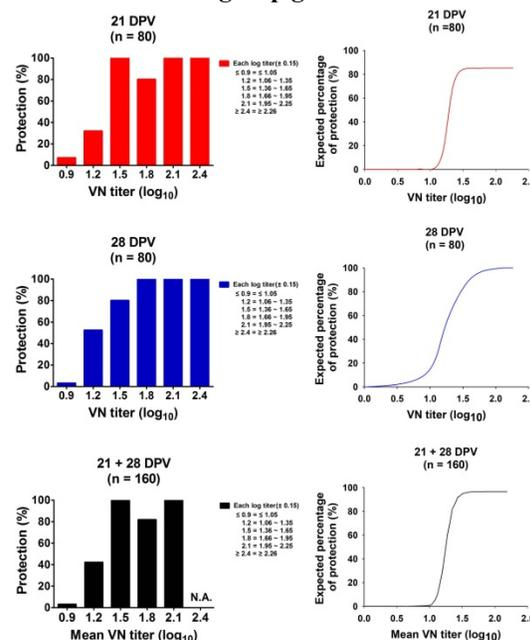 21 DPV
(n = 80)
Protection (%)
100
80
60
40
20
0
0.9 1.2 1.5 1.8 2.1 2.4
VN titer (log10)
Each log titer(± 0.15)
≤ 0.9 = ≤ 1.05
1.2 = 1.06 ~ 1.35
1.5 = 1.36 ~ 1.65
1.8 = 1.66 ~ 1.95
2.1 = 1.95 ~ 2.25
≥ 2.4 = ≥ 2.26
21 DPV
(n =80)
Expected percentage
of protection (%)
100
80
60
40
20
0
0.0 0.5 1.0 1.5 2.0 2.
VN titer (log10)
28 DPV
(n = 80)
Protection (%)
100
80
60
40
20
0
0.9 1.2 1.5 1.8 2.1 2.4
VN titer (log10)
Each log titer(± 0.15)
≤ 0.9 = ≤ 1.05
1.2 = 1.06 ~ 1.35
1.5 = 1.36 ~ 1.65
1.8 = 1.66 ~ 1.95
2.1 = 1.95 ~ 2.25
≥ 2.4 = ≥ 2.26
28 DPV
(n = 80)
Expected percentage
of protection (%)
100
80
60
40
20
0
0.0 0.5 1.0 1.5 2.0 2.
VN titer (log10)
21 + 28 DPV
(n = 160)
Protection (%)
100
80
60
40
20
0
N.A.
0.9 1.2 1.5 1.8 2.1 2.4
Mean VN titer (log10)
Each log titer(± 0.15)
≤ 0.9 = ≤ 1.05
1.2 = 1.06 ~ 1.35
1.5 = 1.36 ~ 1.65
1.8 = 1.66 ~ 1.95
2.1 = 1.95 ~ 2.25
≥ 2.4 = ≥ 2.26
21 + 28 DPV
(n = 160)
Expected percentage
of protection (%)
100
80
60
40
20
0
0.0 0.5 1.0 1.5 2.0 2.
Mean VN titer (log10)